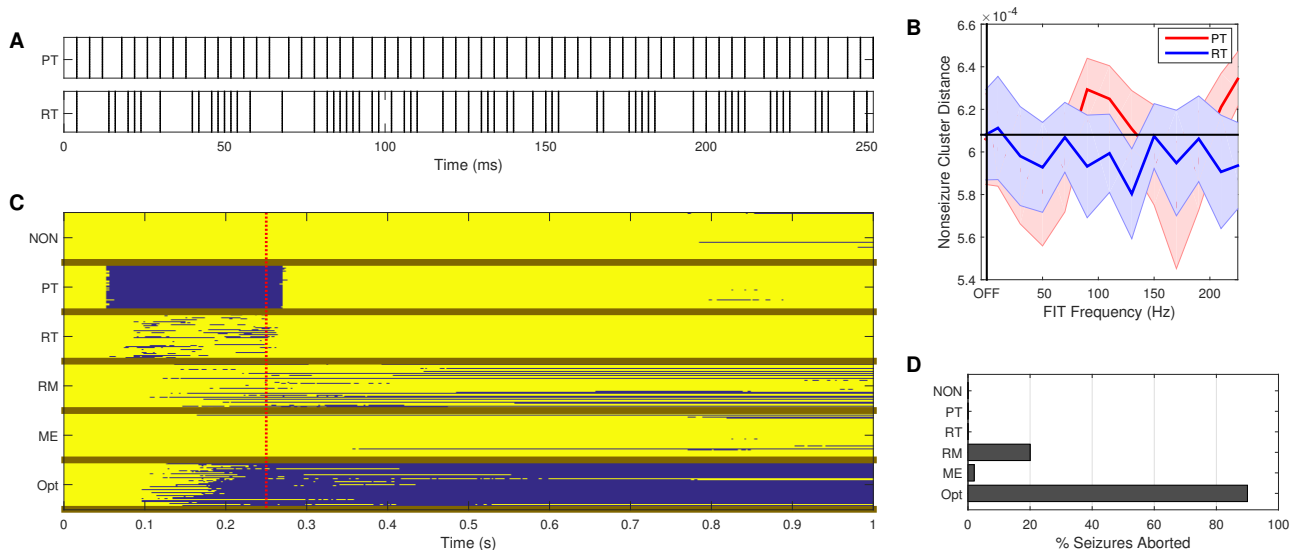 A
PT
RT
0 50 100 150 200 250
Time (ms)
B
×10⁻⁴
6.6
6.4
6.2
6
5.8
5.6
5.4
Nonseizure Cluster Distance
PT
RT
OFF 50 100 150 200
FIT Frequency (Hz)
C
NON
PT
RT
RM
ME
Opt
0 0.1 0.2 0.3 0.4 0.5 0.6 0.7 0.8 0.9 1
Time (s)
D
NON
PT
RT
RM
ME
Opt
0 20 40 60 80 100
% Seizures Aborted